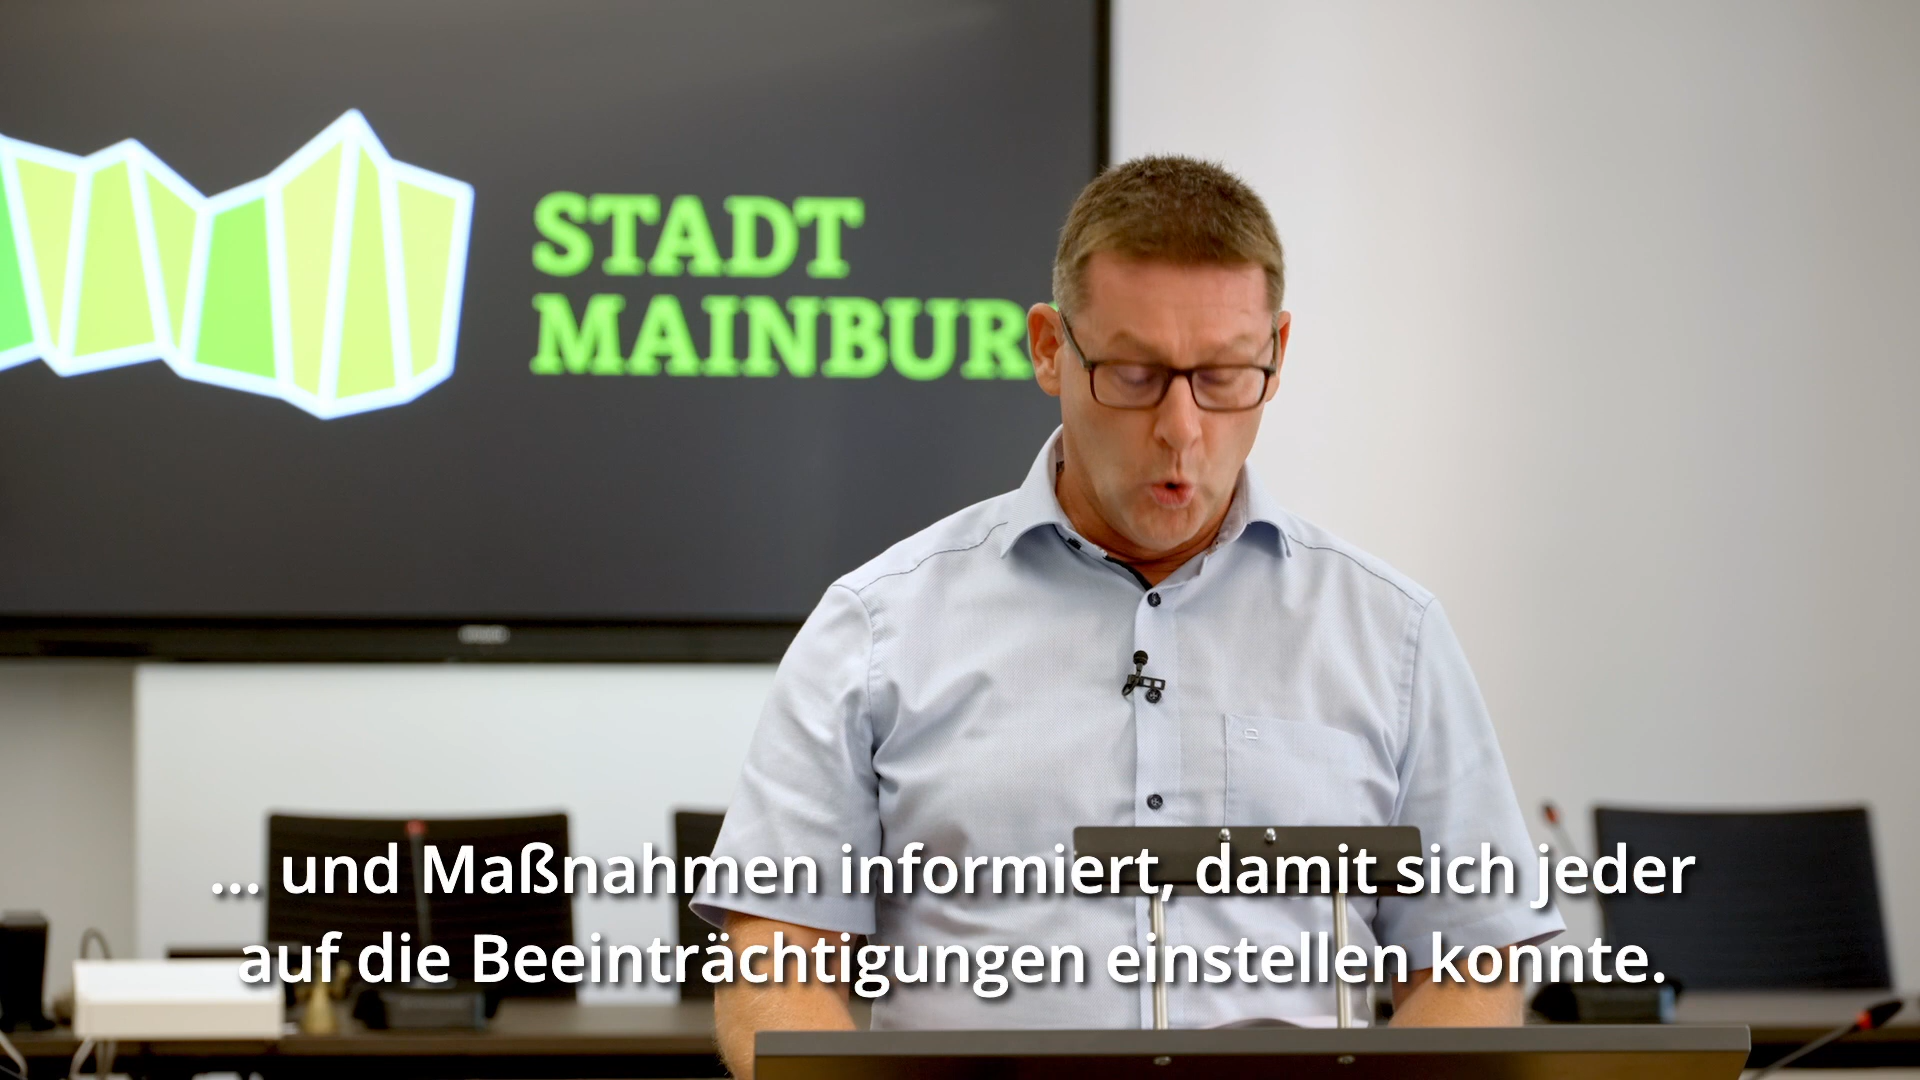 STADT
MAINBUR
... und Maßnahmen informiert, damit sich jeder
auf die Beeinträchtigungen einstellen konnte.